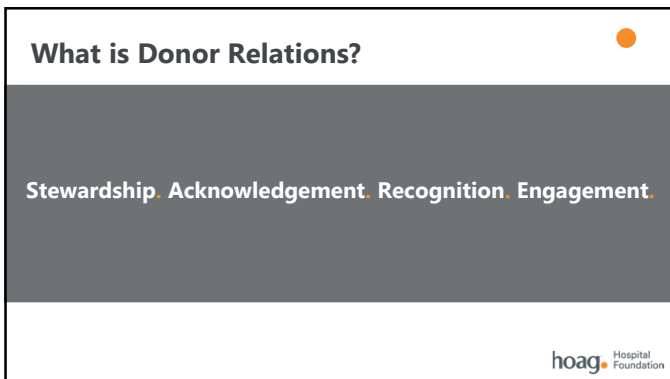 What is Donor Relations?
Stewardship. Acknowledgement. Recognition. Engagement.
hoag. Hospital
Foundation